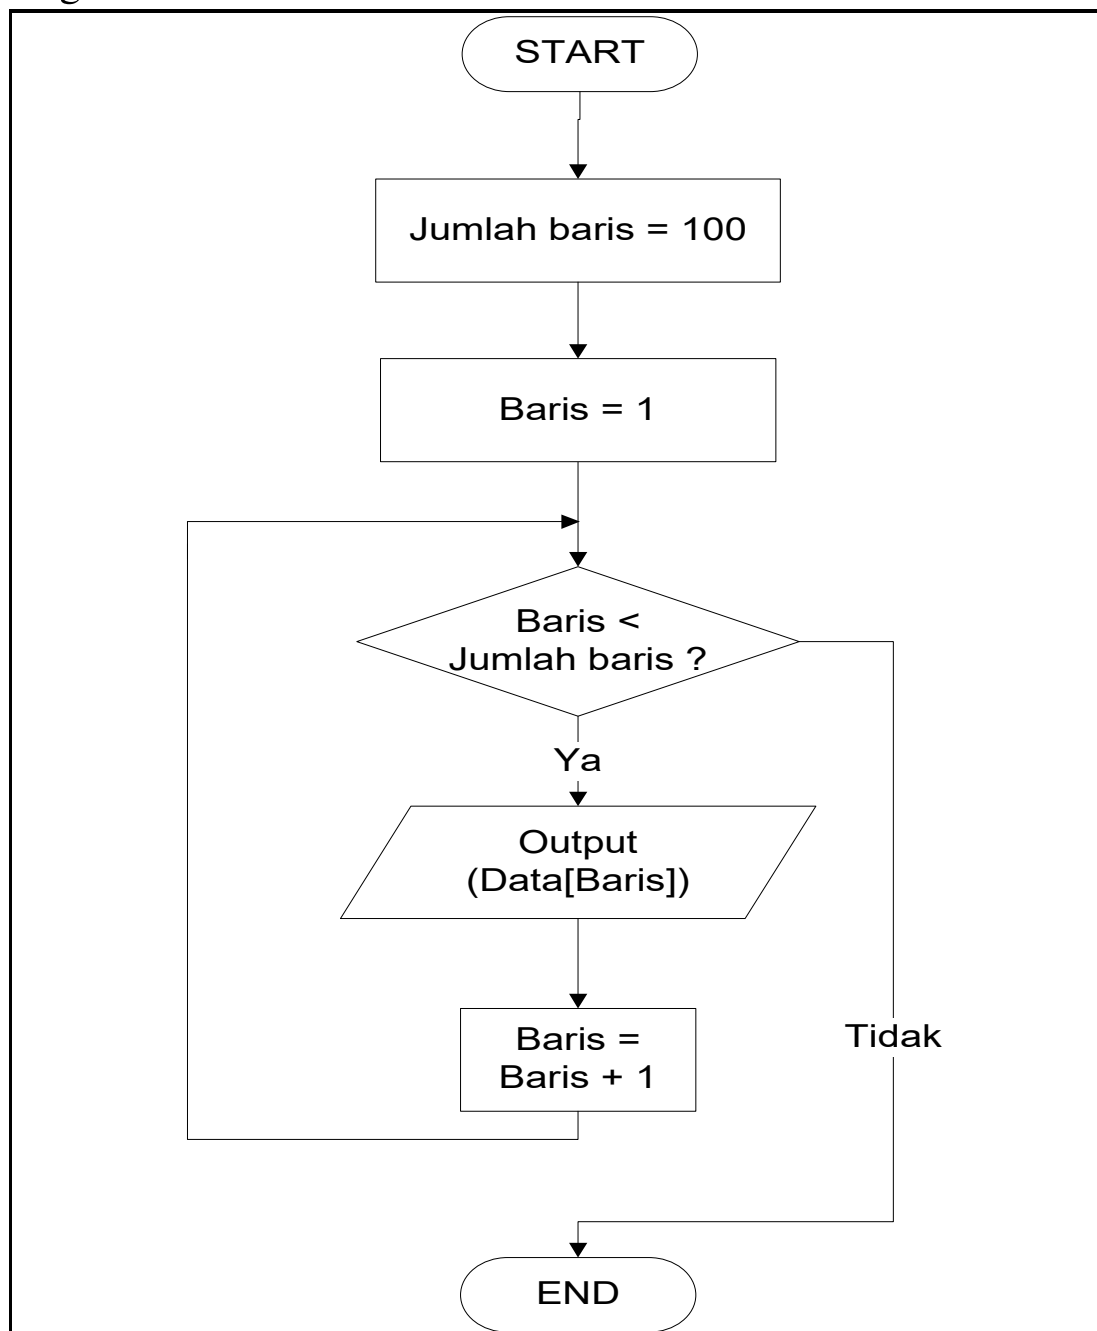 START
Jumlah baris = 100
Baris = 1
Baris <
Jumlah baris ?
Ya
Output
(Data[Baris])
Baris =
Baris + 1
Tidak
END